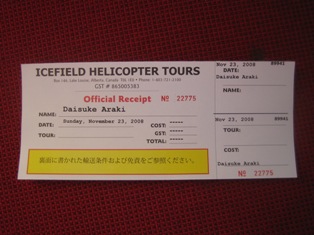 ICEFIELD HELICOPTER TOURS
GST # 865005383
Official Receipt № 22775
NAME: Daisuke Araki
DATE: Sunday, November 23, 2008 COST: -----
TOUR: GST: -----
TOTAL: -----
裏面に書かれた輸送条件および免責をご参照ください。
Nov 23, 2008
DATE:
Daisuke Araki
NAME:
Nov 23, 2008
DATE:
TOUR:
COST:
Daisuke Araki
№ 22775